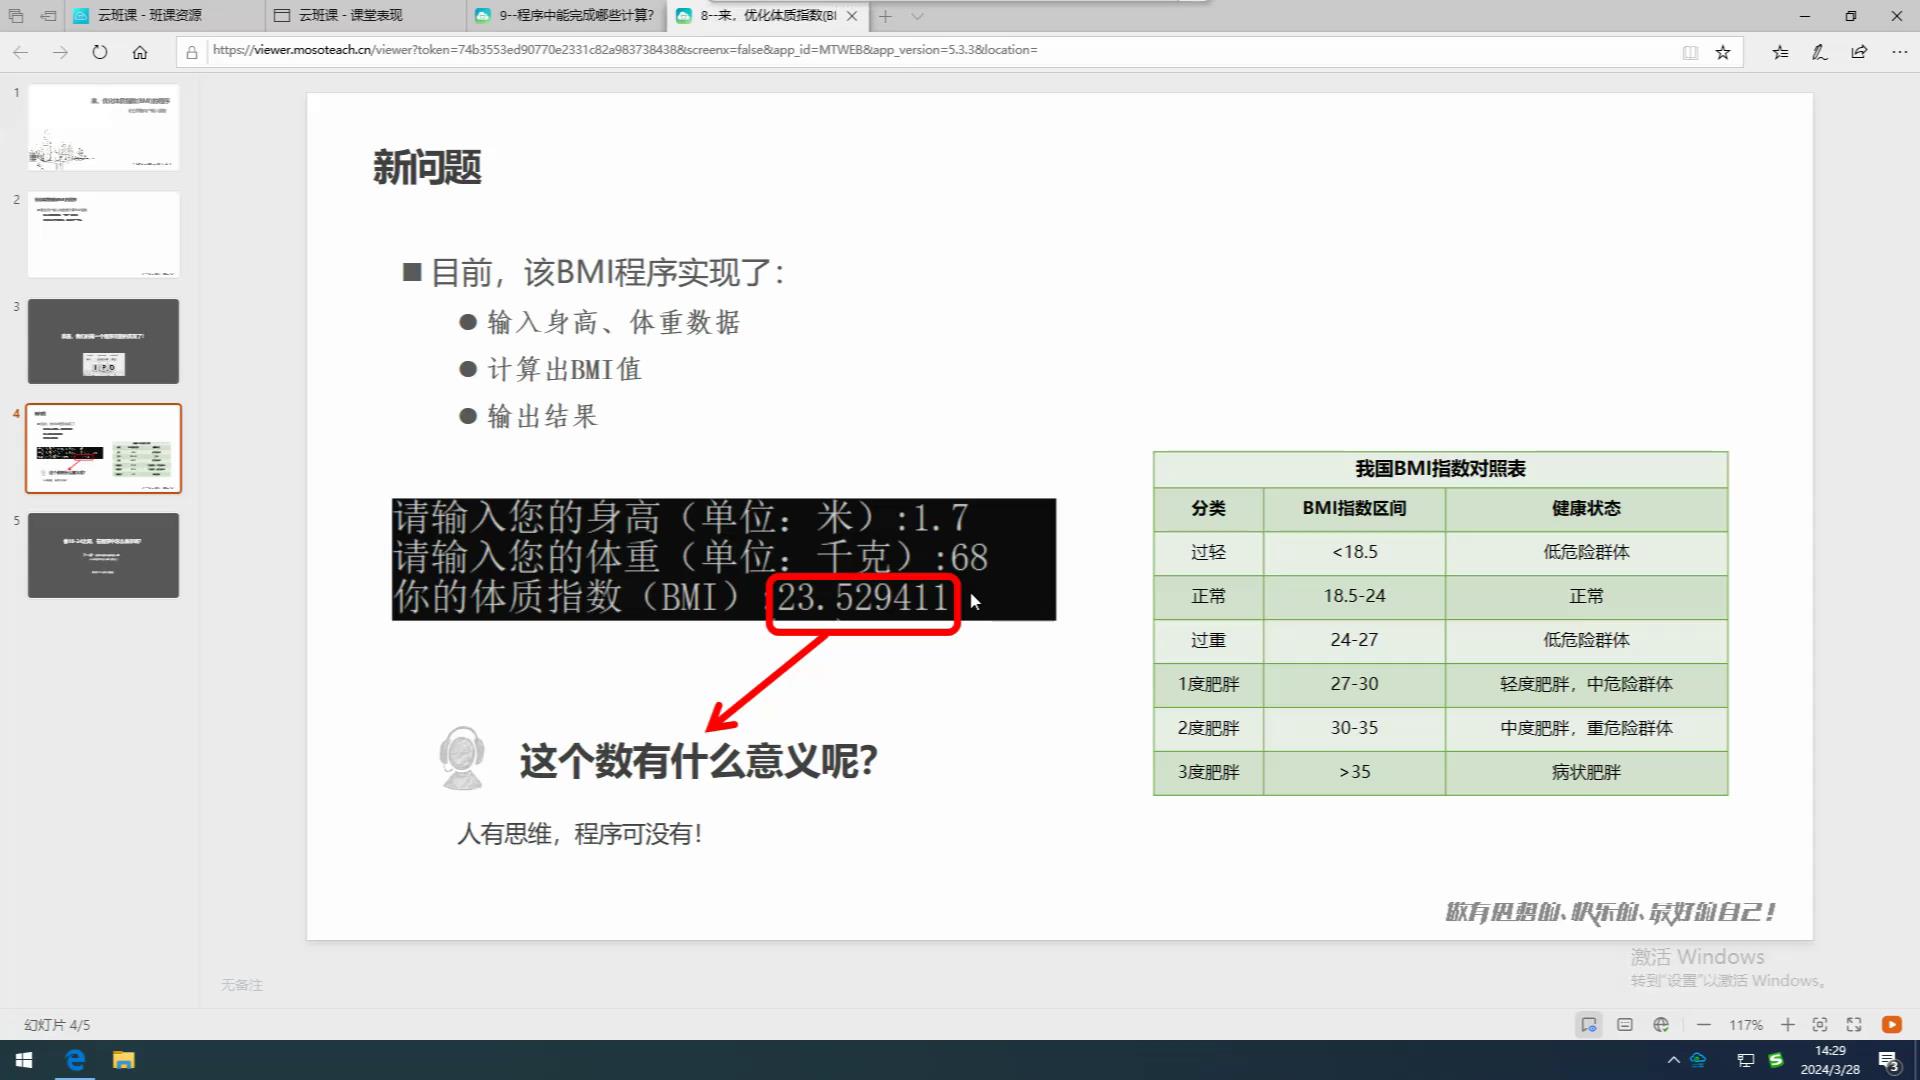 云班课 - 班课资源
云班课 - 课堂表现
9--程序中能完成哪些计算?
8--来，优化体质指数(BI
https://viewer.mosoteach.cn/viewer?token=74b3553ed90770e2331c82a983738438&screenx=false&app_id=MTWEB&app_version=5.3.3&location=
1
2
3
4
5
新问题
目前，该BMI程序实现了：
输入身高、体重数据
计算出BMI值
输出结果
请输入您的身高（单位：米）:1.7
请输入您的体重（单位：千克）:68
你的体质指数（BMI）:23.529411
这个数有什么意义呢？
人有思维，程序可没有！
我国BMI指数对照表
分类 BMI指数区间 健康状态
过轻 <18.5 低危险群体
正常 18.5-24 正常
过重 24-27 低危险群体
1度肥胖 27-30 轻度肥胖，中危险群体
2度肥胖 30-35 中度肥胖，重危险群体
3度肥胖 >35 病状肥胖
做有思想的、快乐的、最好的自己！
激活 Windows
转到"设置"以激活 Windows。
无备注
幻灯片 4/5
117%
14:29
2024/3/28
3